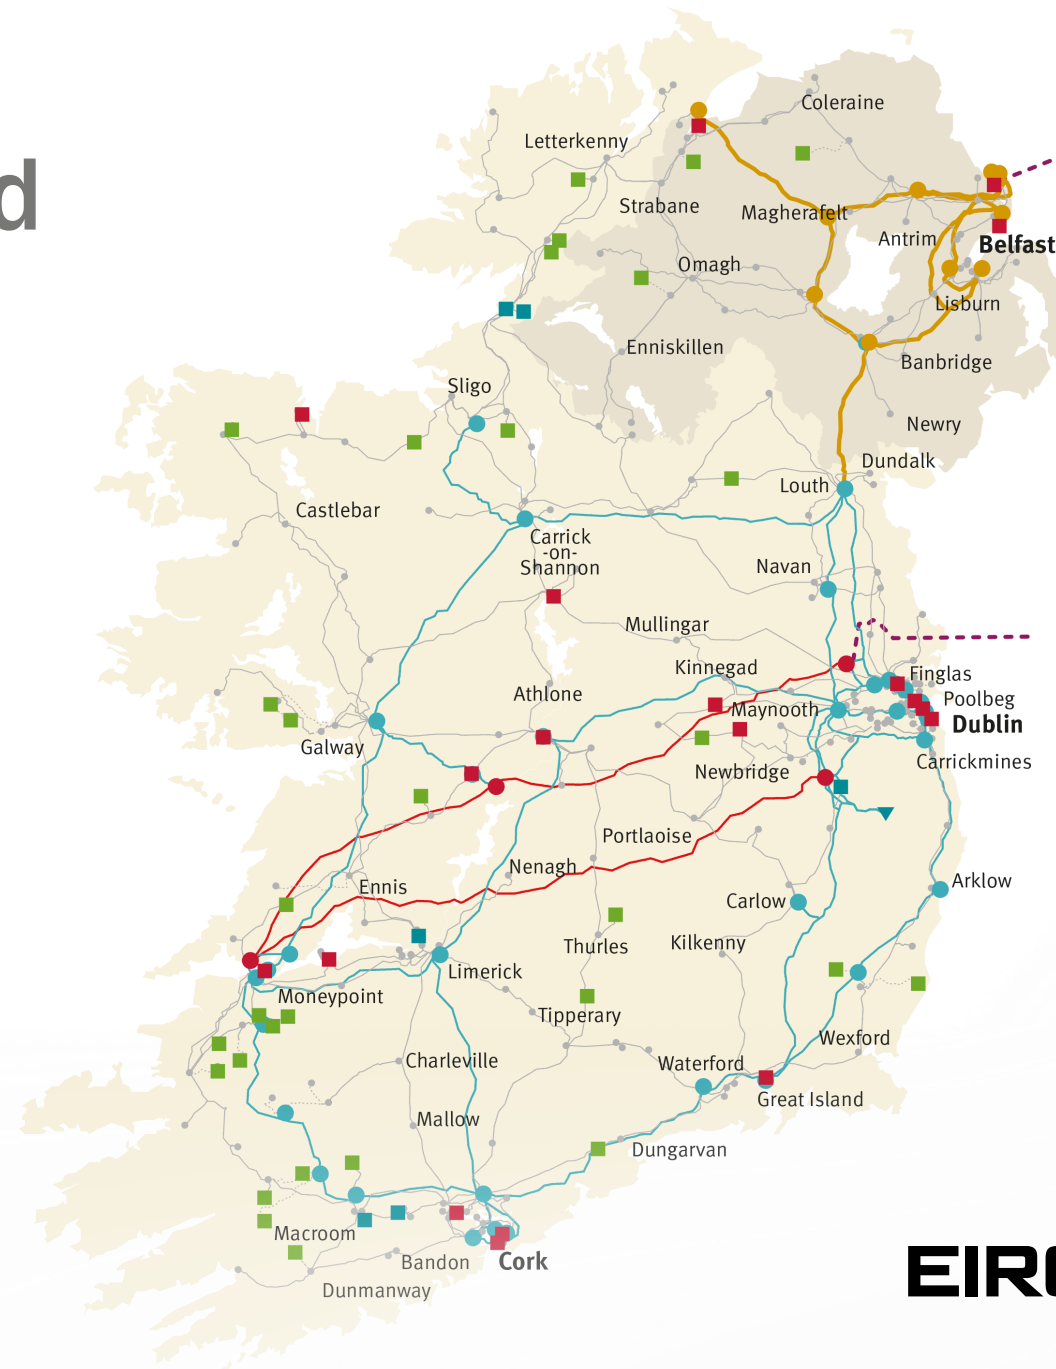 d
Coleraine
Letterkenny
Strabane
Magherafelt
Antrim
Belfast
Omagh
Lisburn
Enniskillen
Banbridge
Sligo
Newry
Dundalk
Louth
Castlebar
Carrick
-on-
Shannon
Navan
Mullingar
Kinnegad
Finglas
Athlone
Maynooth
Poolbeg
Dublin
Galway
Carrickmines
Newbridge
Portlaoise
Nenagh
Ennis
Arklow
Carlow
Thurles
Kilkenny
Limerick
Moneypoint
Tipperary
Wexford
Charleville
Waterford
Great Island
Mallow
Dungarvan
Macroom
Bandon
Cork
Dunmanway
EIR